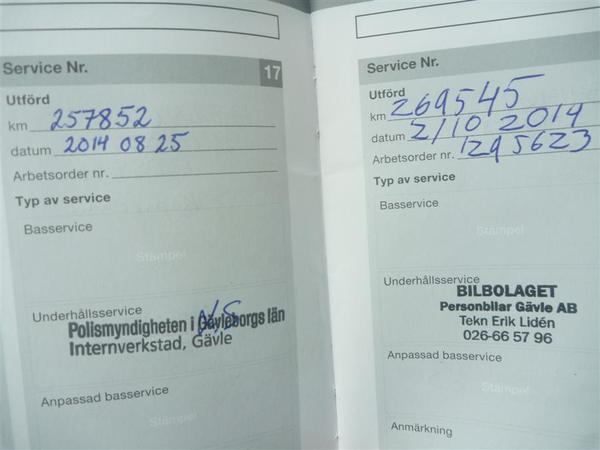 Service Nr. 17
Utförd
km 257852
datum 2014 08 25
Arbetsorder nr.
Typ av service
Basservice
Stämpel
Underhållsservice
Polismyndigheten i Gävleborgs län
Internverkstad, Gävle
Anpassad basservice
Stämpel
Service Nr.
Utförd
km 269545
datum 2/10 2014
Arbetsorder nr. 1295623
Typ av service
Basservice
Stämpel
Underhållsservice
BILBOLAGET
Personbilar Gävle AB
Tekn Erik Lidén
026-66 57 96
Anpassad basservice
Stämpel
Anmärkning